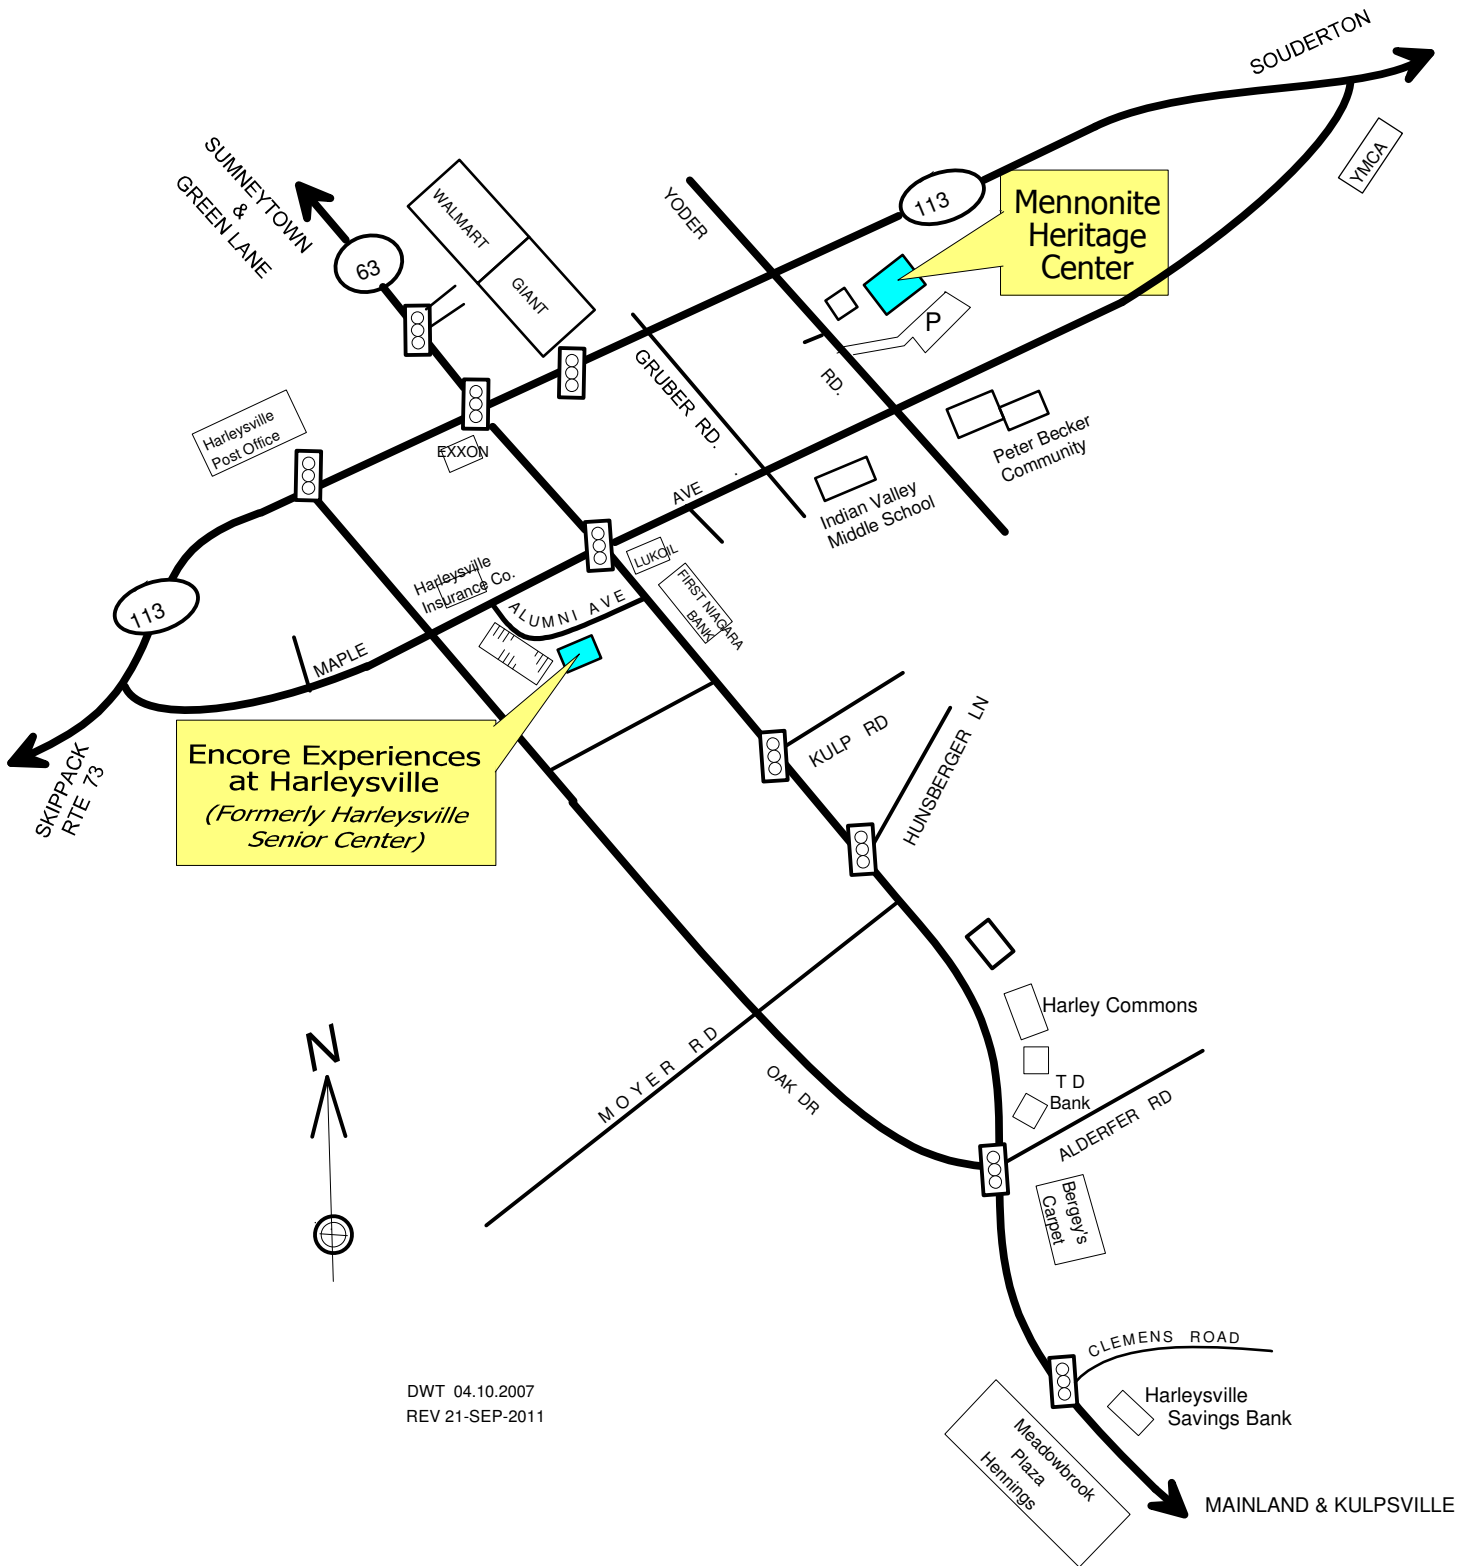 SOUDERTON
YMCA
113
Mennonite
Heritage
Center
SUMNEYTOWN
&
GREEN LANE
63
WALMART
GIANT
YODER
RD.
P
GRUBER RD.
Harleysville
Post Office
EXXON
AVE
Peter Becker
Community
Indian Valley
Middle School
LUKOIL
FIRST NIAGARA
BANK
Harleysville
Insurance Co.
ALUMNI AVE
113
MAPLE
SKIPPACK
RTE 73
Encore Experiences
at Harleysville
(Formerly Harleysville
Senior Center)
KULP RD
HUNSBERGER LN
Harley Commons
T D
Bank
ALDERFER RD
MOYER RD
OAK DR
N
Bergey's
Carpet
CLEMENS ROAD
Harleysville
Savings Bank
Meadowbrook
Plaza
Hennings
MAINLAND & KULPSVILLE
DWT 04.10.2007
REV 21-SEP-2011